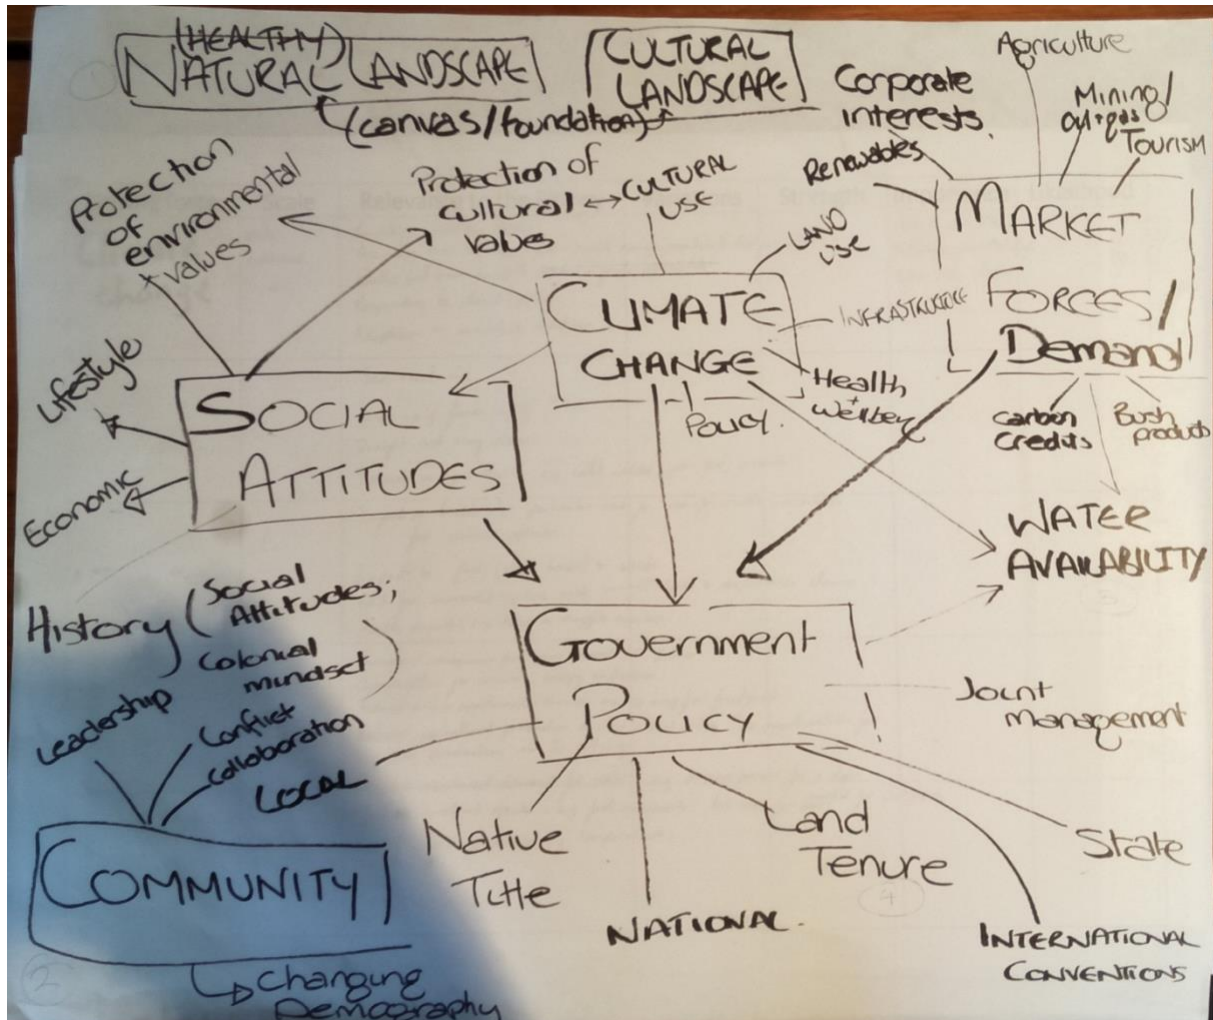 (HEALTHY)
NATURAL LANDSCAPE
CULTURAL
LANDSCAPE
(canvas/foundation)
Agriculture
Corporate
interests
Mining/
oil+gas
Tourism
Renewables
MARKET
FORCES/
Demand
Protection
of
environmental
+ values
Protection of
cultural
values
CULTURAL
USE
LAND
USE
CLIMATE
CHANGE
INFRASTRUCTURE
Health
+
Wellbeing
Policy.
Carbon
Credits
Bush
products
Lifestyle
SOCIAL
ATTITUDES
Economic
WATER
AVAILABILITY
History (Social
Attitudes;
Colonial
mindset)
Government
POLICY
Joint
management
Leadership
Conflict
Collaboration
LOCAL
Native
Title
Land
Tenure
State
NATIONAL.
INTERNATIONAL
CONVENTIONS
COMMUNITY
Changing
Demography
2
4